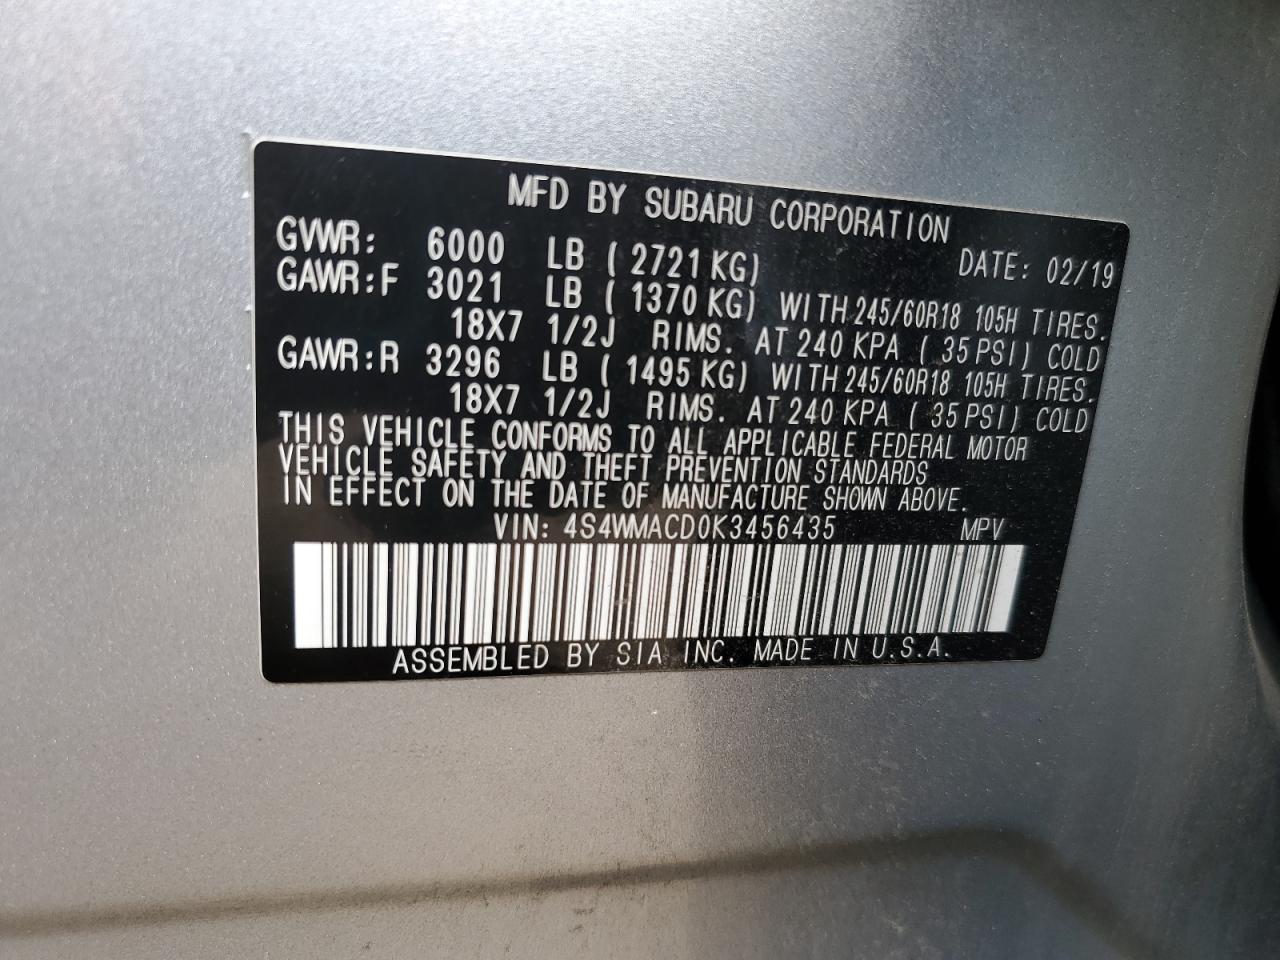 MFD BY SUBARU CORPORATION
GVWR: 6000 LB ( 2721 KG) DATE: 02/19
GAWR:F 3021 LB ( 1370 KG) WITH 245/60R18 105H TIRES.
18X7 1/2J RIMS. AT 240 KPA ( 35 PSI) COLD
GAWR:R 3296 LB ( 1495 KG) WITH 245/60R18 105H TIRES.
18X7 1/2J RIMS. AT 240 KPA ( 35 PSI) COLD
THIS VEHICLE CONFORMS TO ALL APPLICABLE FEDERAL MOTOR
VEHICLE SAFETY AND THEFT PREVENTION STANDARDS
IN EFFECT ON THE DATE OF MANUFACTURE SHOWN ABOVE.
VIN: 4S4WMACD0K3456435 MPV
ASSEMBLED BY SIA INC. MADE IN U.S.A.